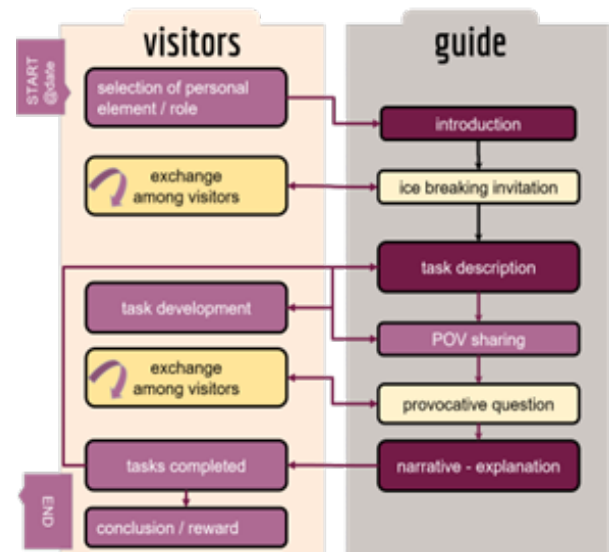 visitors
guide
START
@date
selection of personal
element / role
introduction
exchange
among visitors
ice breaking invitation
task description
task development
POV sharing
exchange
among visitors
provocative question
tasks completed
narrative - explanation
END
conclusion / reward